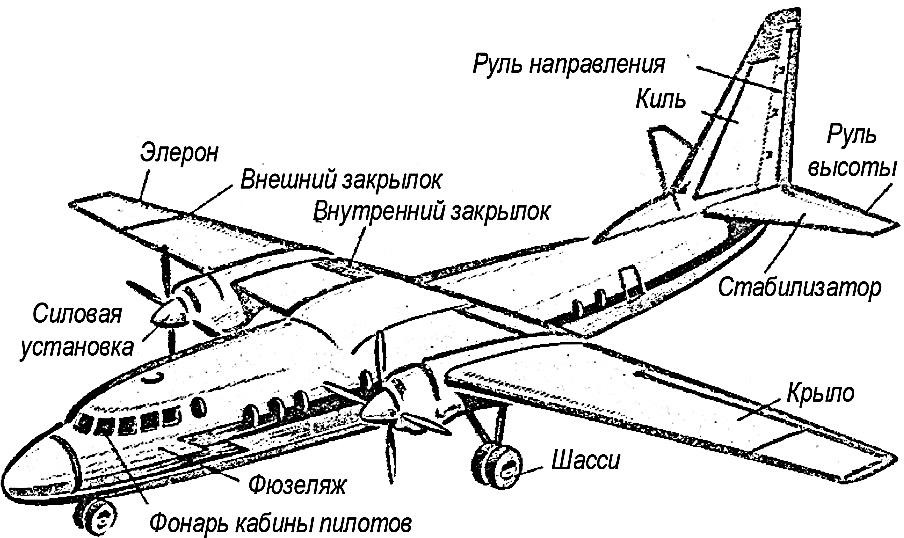 Руль направления
Киль
Руль
высоты
Элерон
Внешний закрылок
Внутренний закрылок
Стабилизатор
Силовая
установка
Крыло
Шасси
Фюзеляж
Фонарь кабины пилотов